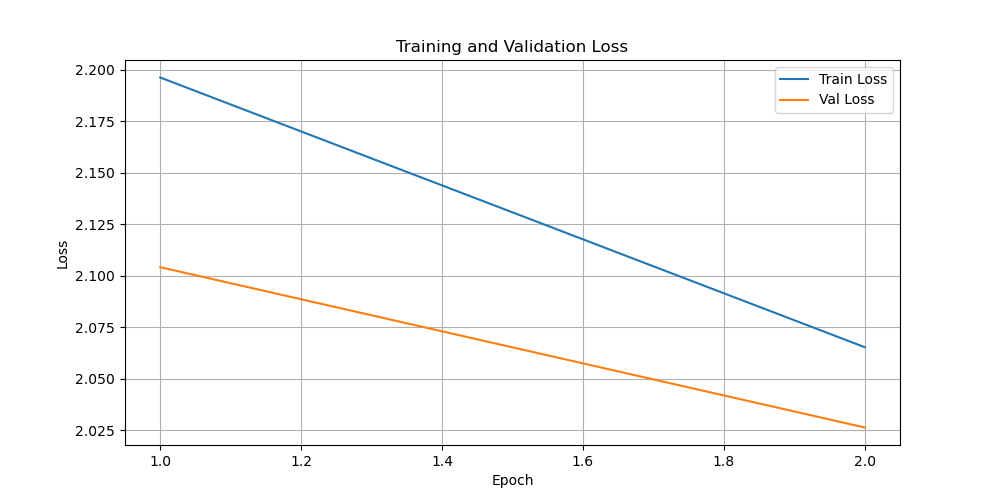 Training and Validation Loss
Train Loss
Val Loss
2.200
2.175
2.150
2.125
2.100
2.075
2.050
2.025
Loss
1.0 1.2 1.4 1.6 1.8 2.0
Epoch